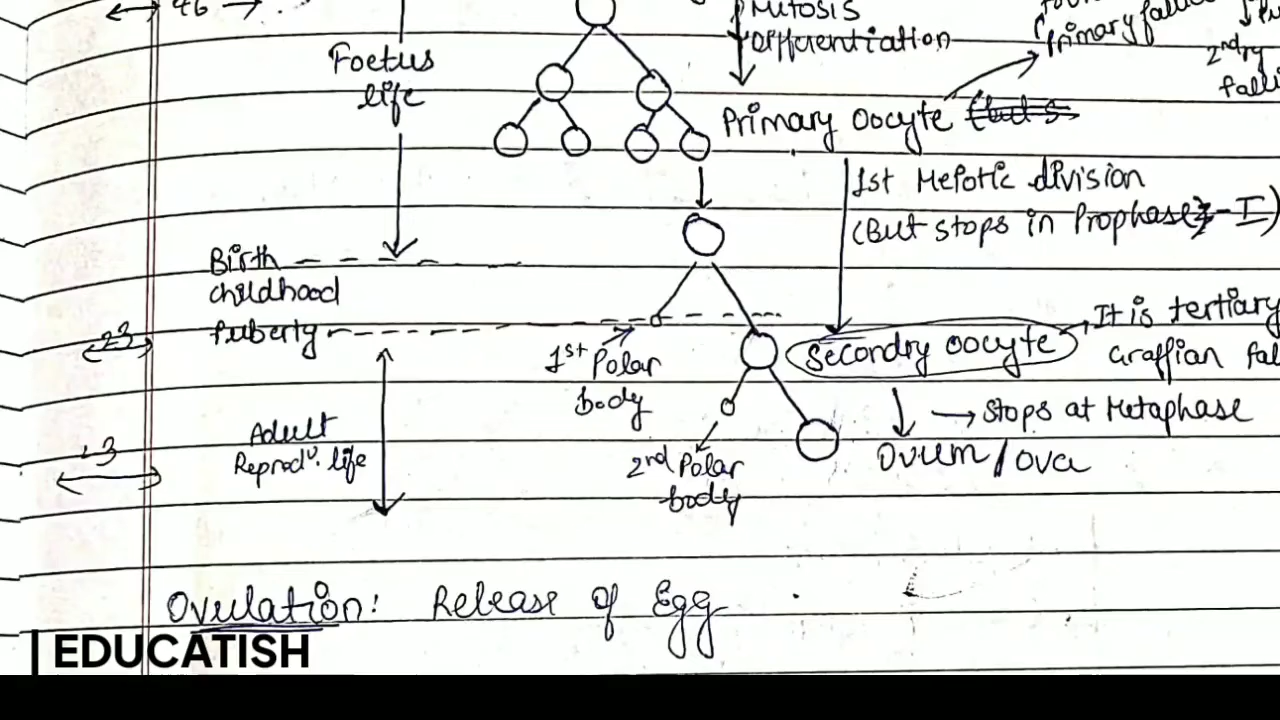 46
Mitosis
Differentiation
Primary
2ndry
Foetus
life
Primary Oocyte
1st Meiotic division
(But stops in Prophase - I)
Birth
childhood
Puberty
23
1st Polar
body
Secondry oocyte
It is tertiary
Graffian
Stops at Metaphase
Adult
Reprodv. life
23
2nd Polar
body
Ovum / ova
Ovulation: Release of Egg
| EDUCATISH